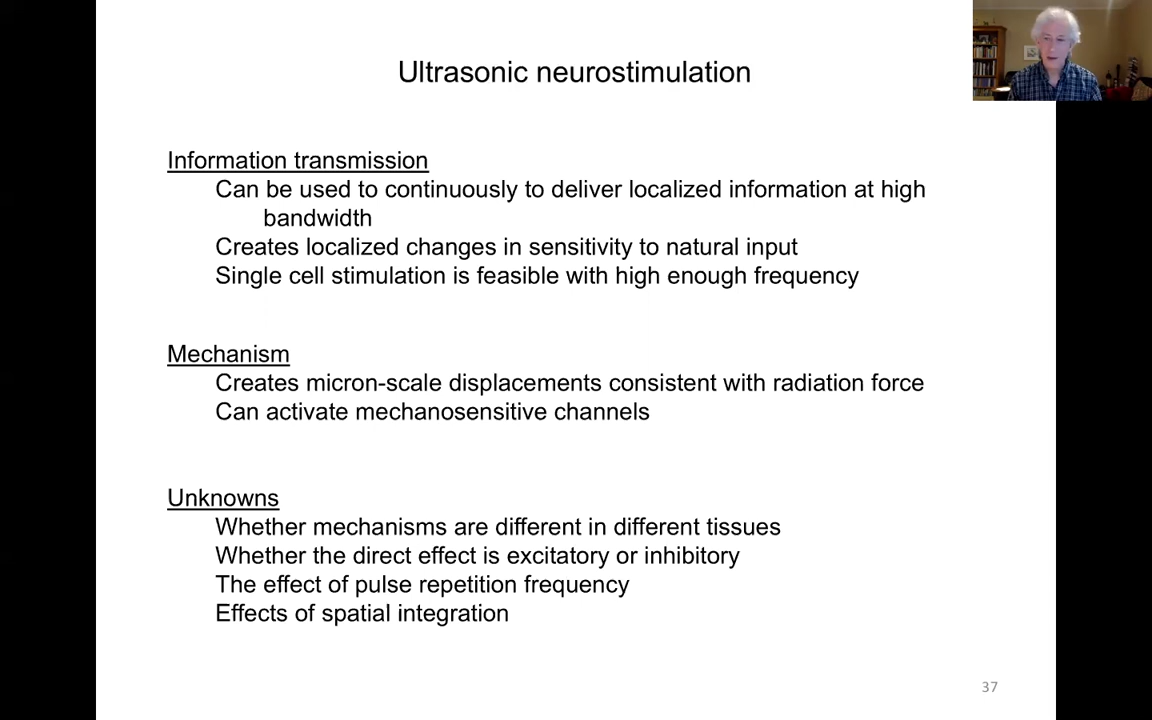 Ultrasonic neurostimulation
Information transmission
Can be used to continuously to deliver localized information at high
bandwidth
Creates localized changes in sensitivity to natural input
Single cell stimulation is feasible with high enough frequency
Mechanism
Creates micron-scale displacements consistent with radiation force
Can activate mechanosensitive channels
Unknowns
Whether mechanisms are different in different tissues
Whether the direct effect is excitatory or inhibitory
The effect of pulse repetition frequency
Effects of spatial integration
37